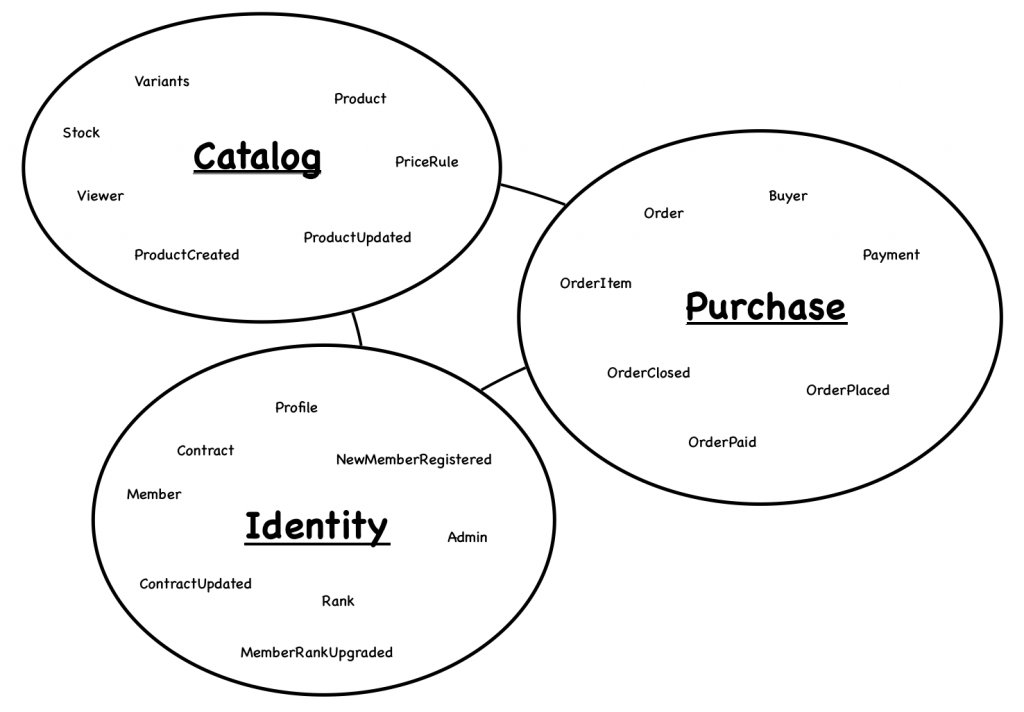 Variants
Product
Stock
Catalog
PriceRule
Viewer
ProductUpdated
ProductCreated
Buyer
Order
Payment
OrderItem
Purchase
OrderClosed
OrderPlaced
OrderPaid
Profile
Contract
NewMemberRegistered
Member
Identity
Admin
ContractUpdated
Rank
MemberRankUpgraded